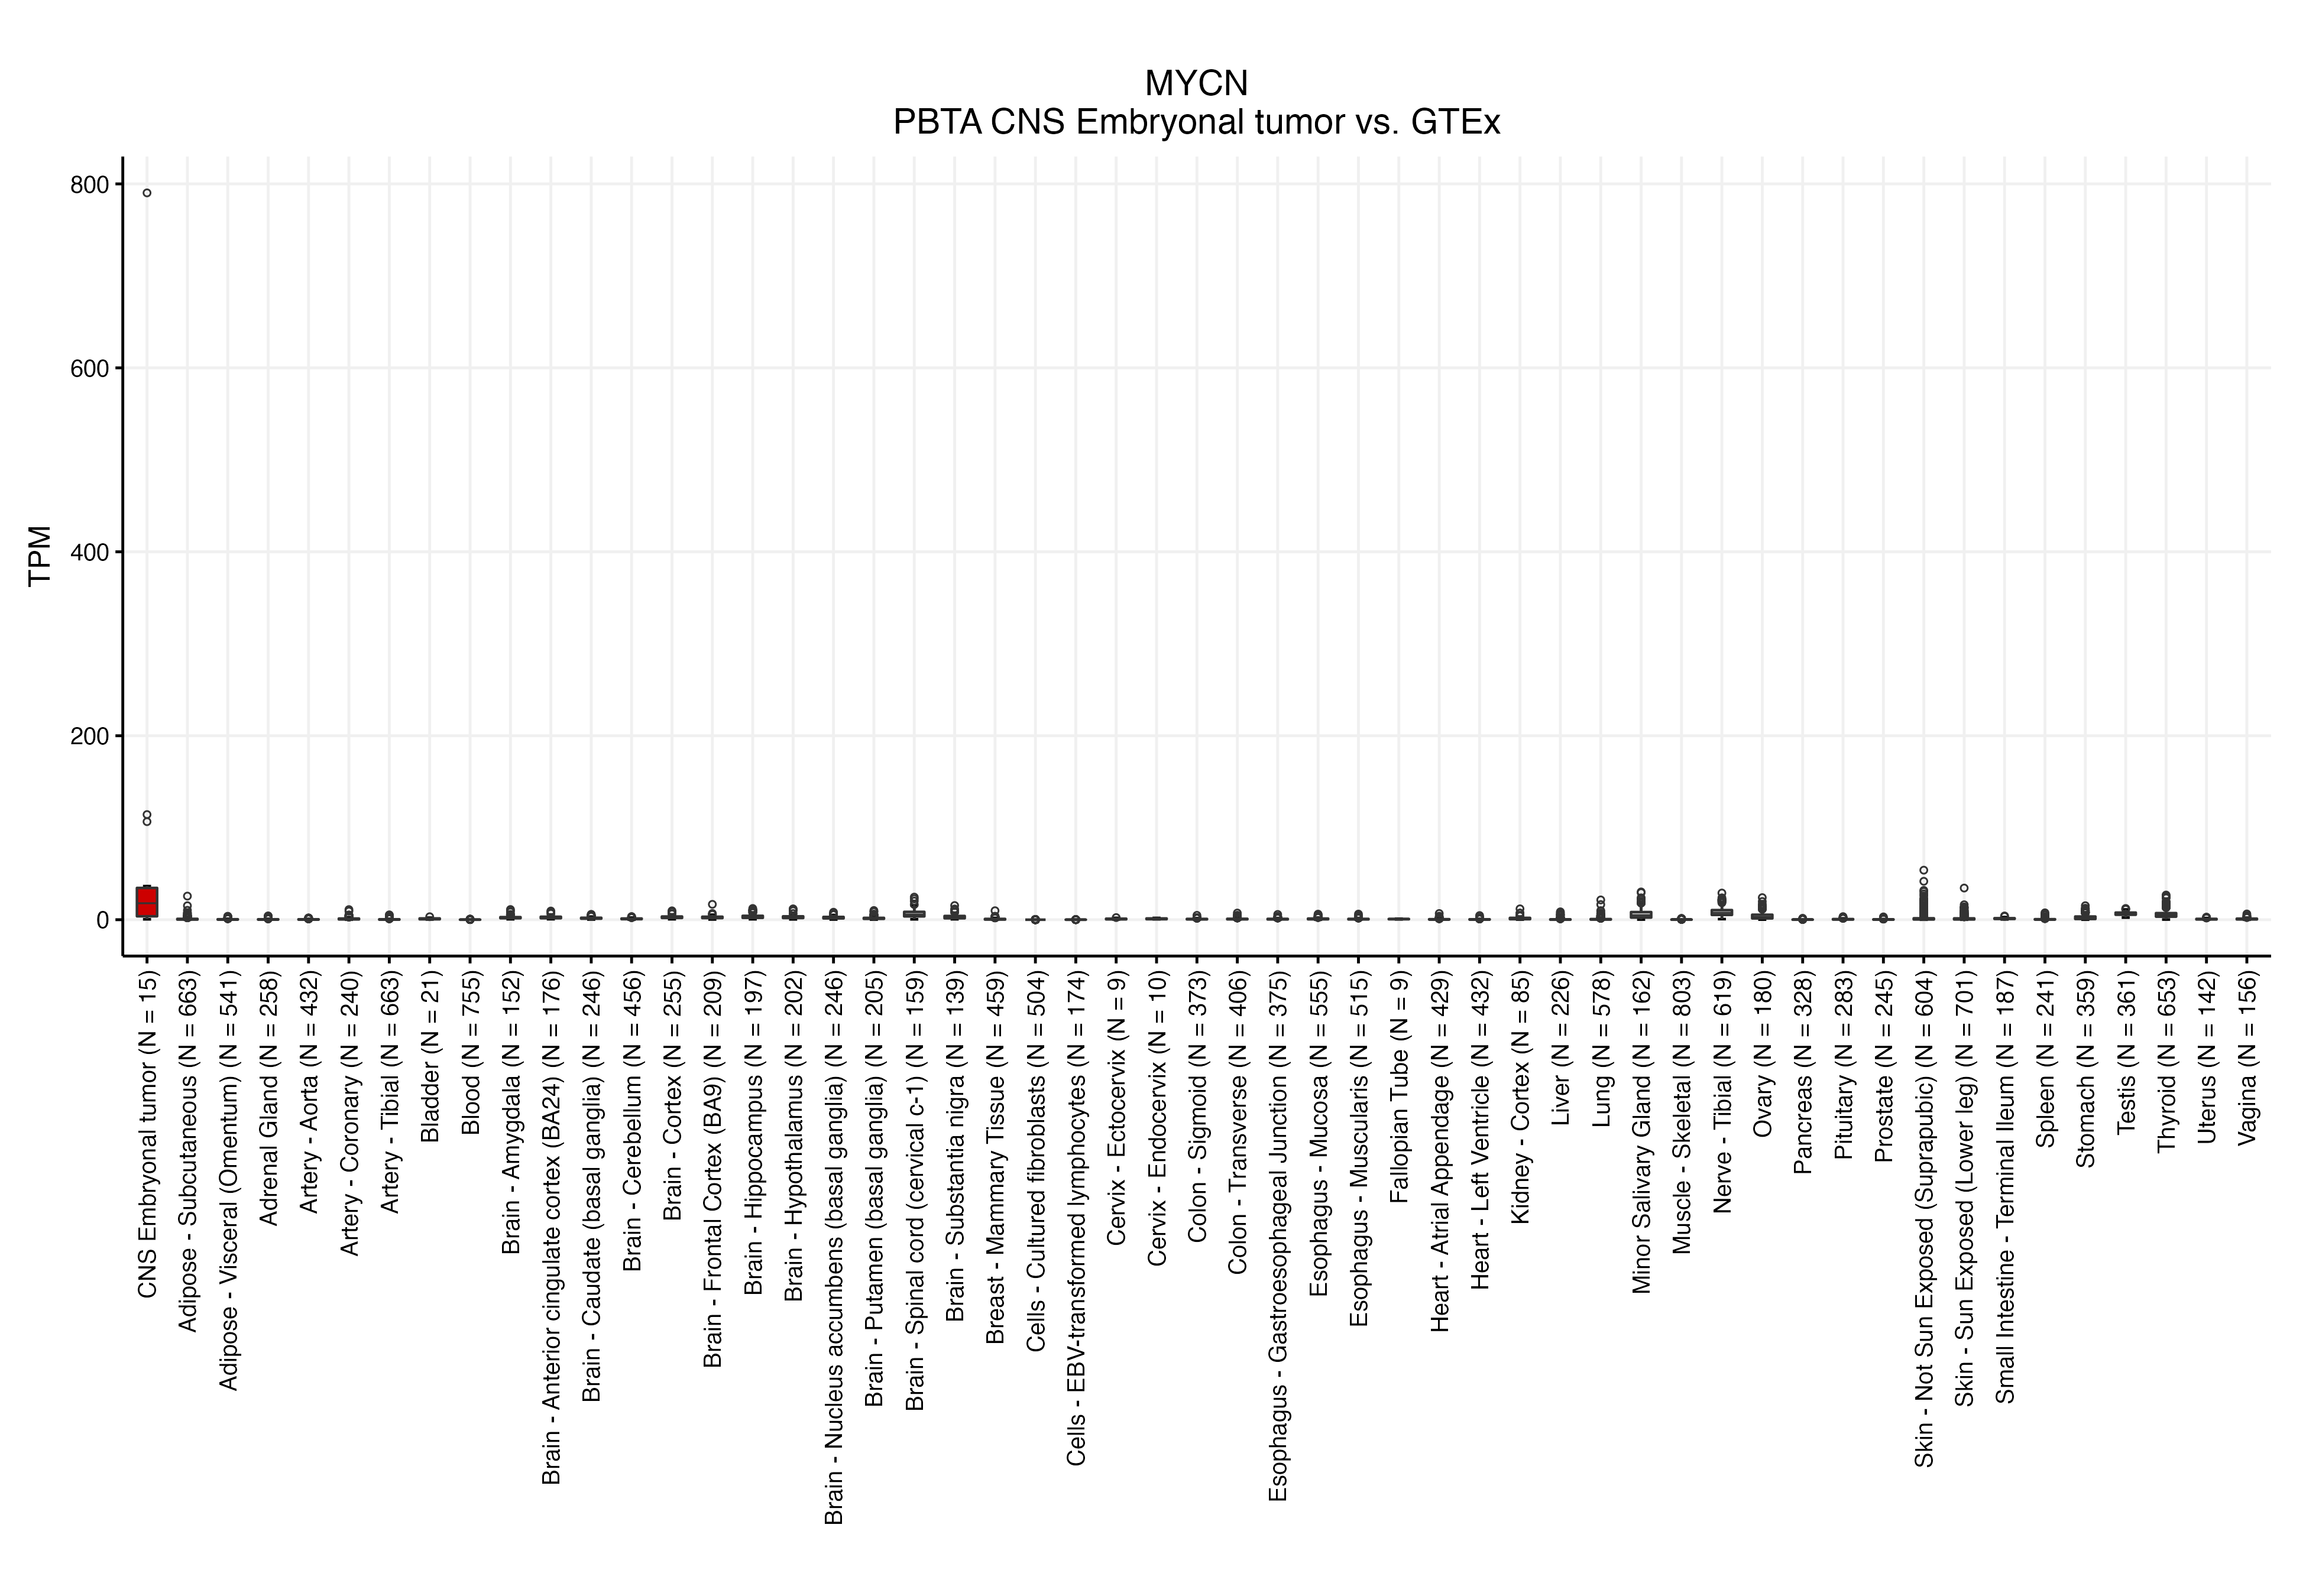 MYCN
PBTA CNS Embryonal tumor vs. GTEx
TPM
800
600
400
200
0
CNS Embryonal tumor (N = 15)
Adipose - Subcutaneous (N = 663)
Adipose - Visceral (Omentum) (N = 541)
Adrenal Gland (N = 258)
Artery - Aorta (N = 432)
Artery - Coronary (N = 240)
Artery - Tibial (N = 663)
Bladder (N = 21)
Blood (N = 755)
Brain - Amygdala (N = 152)
Brain - Anterior cingulate cortex (BA24) (N = 176)
Brain - Caudate (basal ganglia) (N = 246)
Brain - Cerebellum (N = 456)
Brain - Cortex (N = 255)
Brain - Frontal Cortex (BA9) (N = 209)
Brain - Hippocampus (N = 197)
Brain - Hypothalamus (N = 202)
Brain - Nucleus accumbens (basal ganglia) (N = 246)
Brain - Putamen (basal ganglia) (N = 205)
Brain - Spinal cord (cervical c-1) (N = 159)
Brain - Substantia nigra (N = 139)
Breast - Mammary Tissue (N = 459)
Cells - Cultured fibroblasts (N = 504)
Cells - EBV-transformed lymphocytes (N = 174)
Cervix - Ectocervix (N = 9)
Cervix - Endocervix (N = 10)
Colon - Sigmoid (N = 373)
Colon - Transverse (N = 406)
Esophagus - Gastroesophageal Junction (N = 375)
Esophagus - Mucosa (N = 555)
Esophagus - Muscularis (N = 515)
Fallopian Tube (N = 9)
Heart - Atrial Appendage (N = 429)
Heart - Left Ventricle (N = 432)
Kidney - Cortex (N = 85)
Liver (N = 226)
Lung (N = 578)
Minor Salivary Gland (N = 162)
Muscle - Skeletal (N = 803)
Nerve - Tibial (N = 619)
Ovary (N = 180)
Pancreas (N = 328)
Pituitary (N = 283)
Prostate (N = 245)
Skin - Not Sun Exposed (Suprapubic) (N = 604)
Skin - Sun Exposed (Lower leg) (N = 701)
Small Intestine - Terminal Ileum (N = 187)
Spleen (N = 241)
Stomach (N = 359)
Testis (N = 361)
Thyroid (N = 653)
Uterus (N = 142)
Vagina (N = 156)